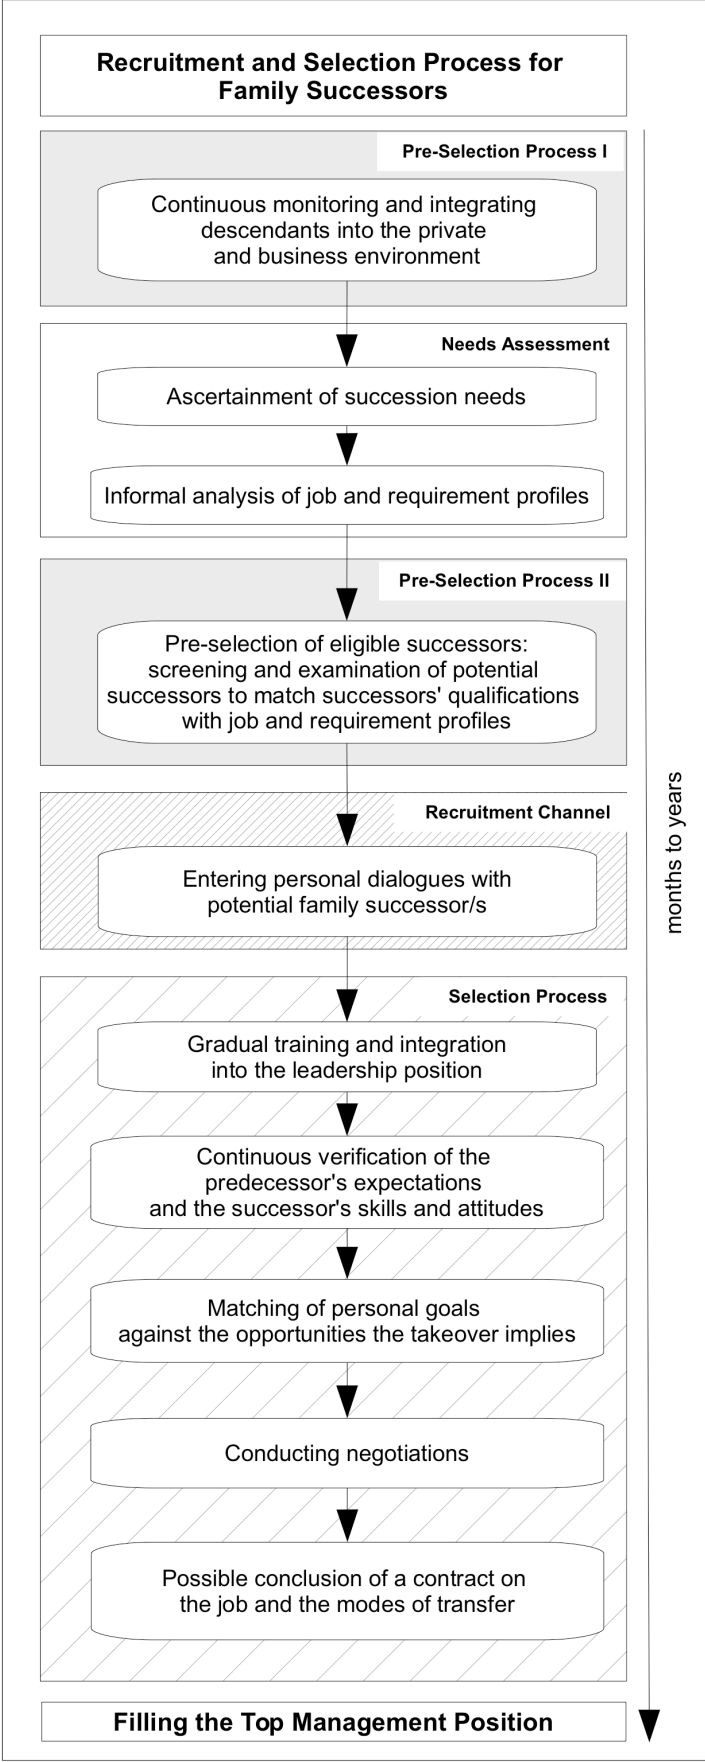 Recruitment and Selection Process for
Family Successors
Pre-Selection Process I
Continuous monitoring and integrating
descendants into the private
and business environment
Needs Assessment
Ascertainment of succession needs
Informal analysis of job and requirement profiles
Pre-Selection Process II
Pre-selection of eligible successors:
screening and examination of potential
successors to match successors' qualifications
with job and requirement profiles
Recruitment Channel
Entering personal dialogues with
potential family successor/s
Selection Process
Gradual training and integration
into the leadership position
Continuous verification of the
predecessor's expectations
and the successor's skills and attitudes
Matching of personal goals
against the opportunities the takeover implies
Conducting negotiations
Possible conclusion of a contract on
the job and the modes of transfer
Filling the Top Management Position
months to years